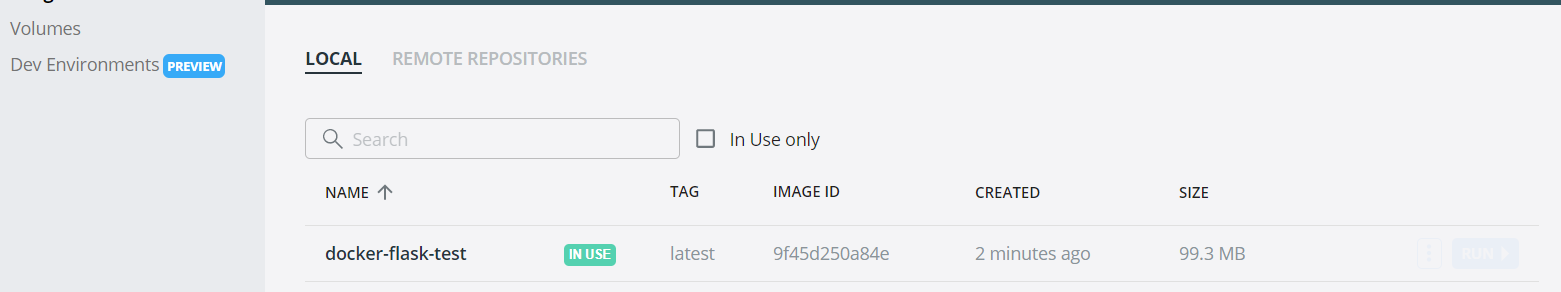 Volumes
Dev Environments PREVIEW
LOCAL REMOTE REPOSITORIES
Search In Use only
NAME TAG IMAGE ID CREATED SIZE
docker-flask-test IN USE latest 9f45d250a84e 2 minutes ago 99.3 MB RUN